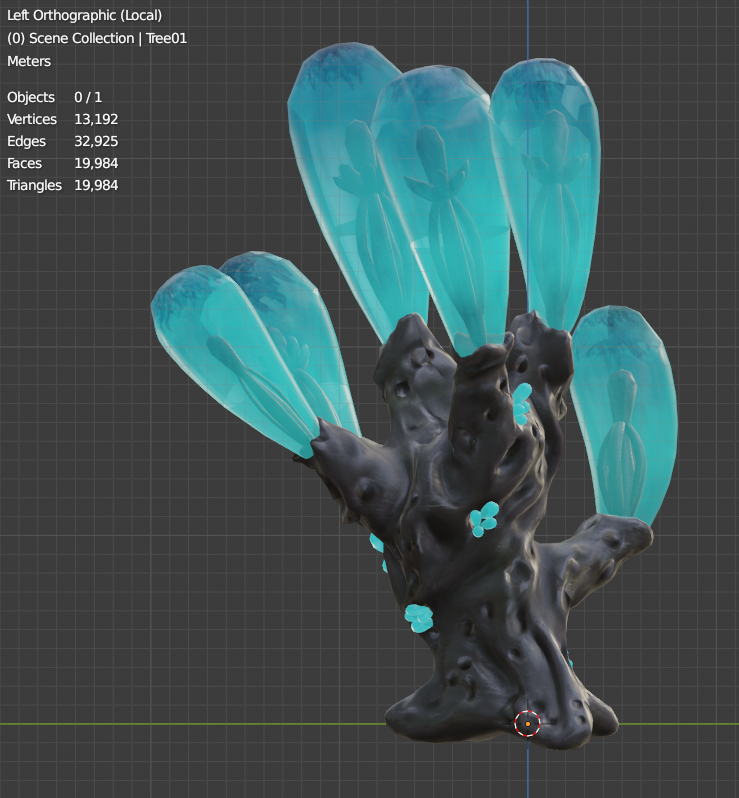 Left Orthographic (Local)
(0) Scene Collection | Tree01
Meters
Objects 0 / 1
Vertices 13,192
Edges 32,925
Faces 19,984
Triangles 19,984